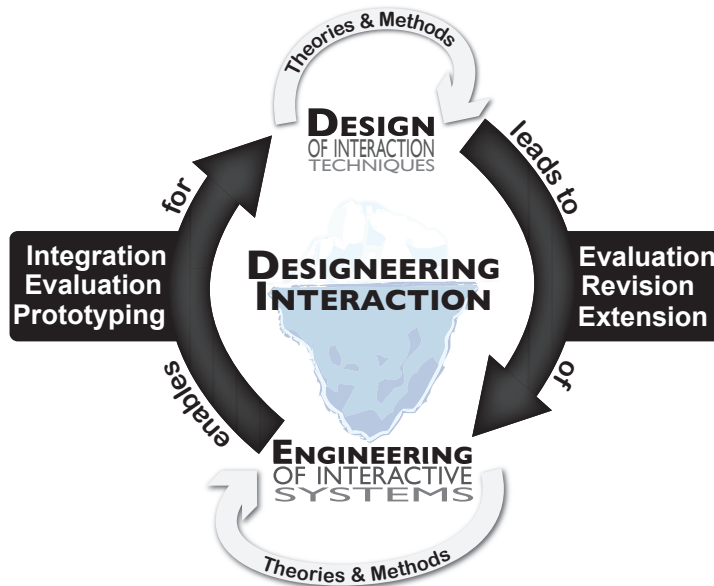 Theories & Methods
DESIGN
OF INTERACTION
TECHNIQUES
leads to
Evaluation
Revision
Extension
of
DESIGNEERING
INTERACTION
ENGINEERING
OF INTERACTIVE
SYSTEMS
Theories & Methods
enables
Integration
Evaluation
Prototyping
for